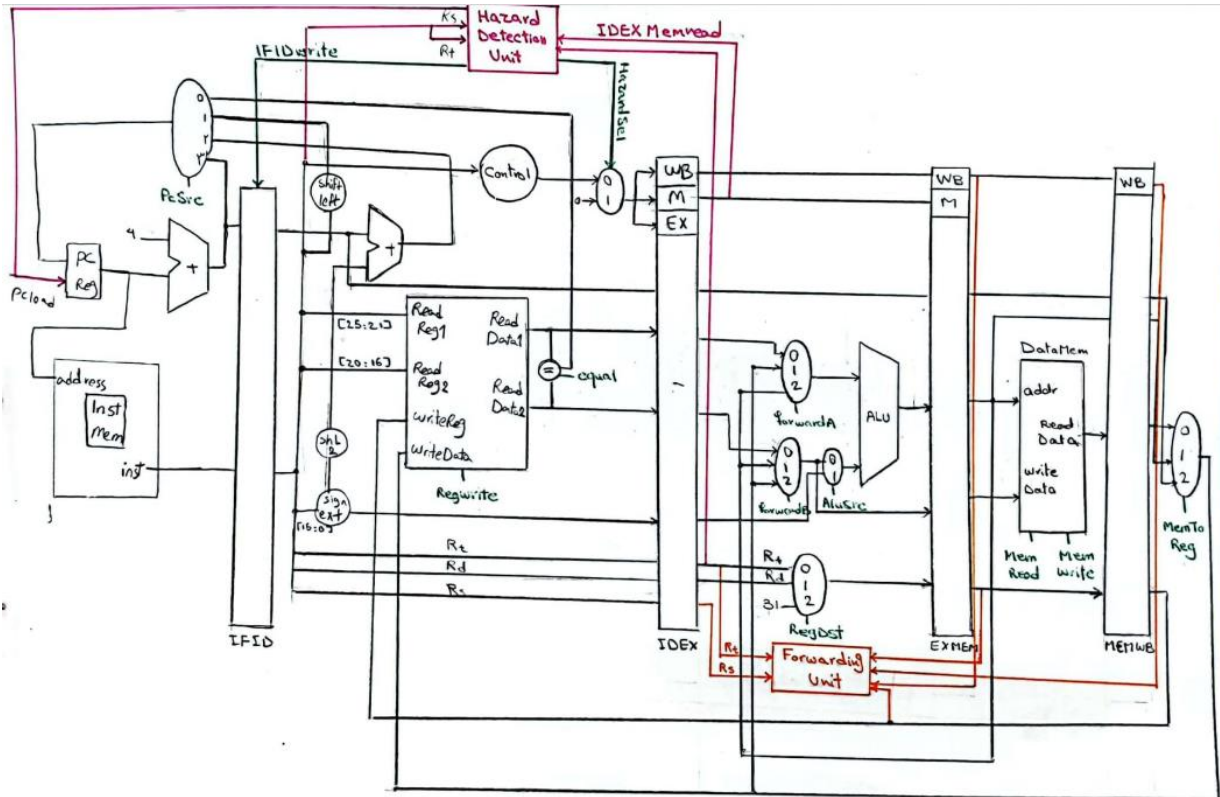 Rs
Rt
Hazard
Detection
Unit
IDEX Memread
IFIDwrite
HazardSel
0
1
۲
۳
PcSrc
Shift
left
Control
0
1
0
WB
M
EX
WB
M
WB
4
+
+
PC
Reg
Pcload
[25:21]
[20:16]
Read
Reg1
Read
Data1
Read
Reg2
Read
Data2
WriteReg
WriteData
Regwrite
=
equal
address
Inst
Mem
inst
shl
2
sign
ext
[15:0]
0
1
2
forwardA
0
1
2
forwardB
0
1
AluSrc
ALU
DataMem
addr
Read
Data
write
Data
Mem
Read
Mem
Write
0
1
2
MemTo
Reg
Rt
Rd
Rs
Rt
Rd
31
0
1
2
RegDst
IFID
IDEX
EXMEM
MEMWB
Rt
Rs
Forwarding
Unit